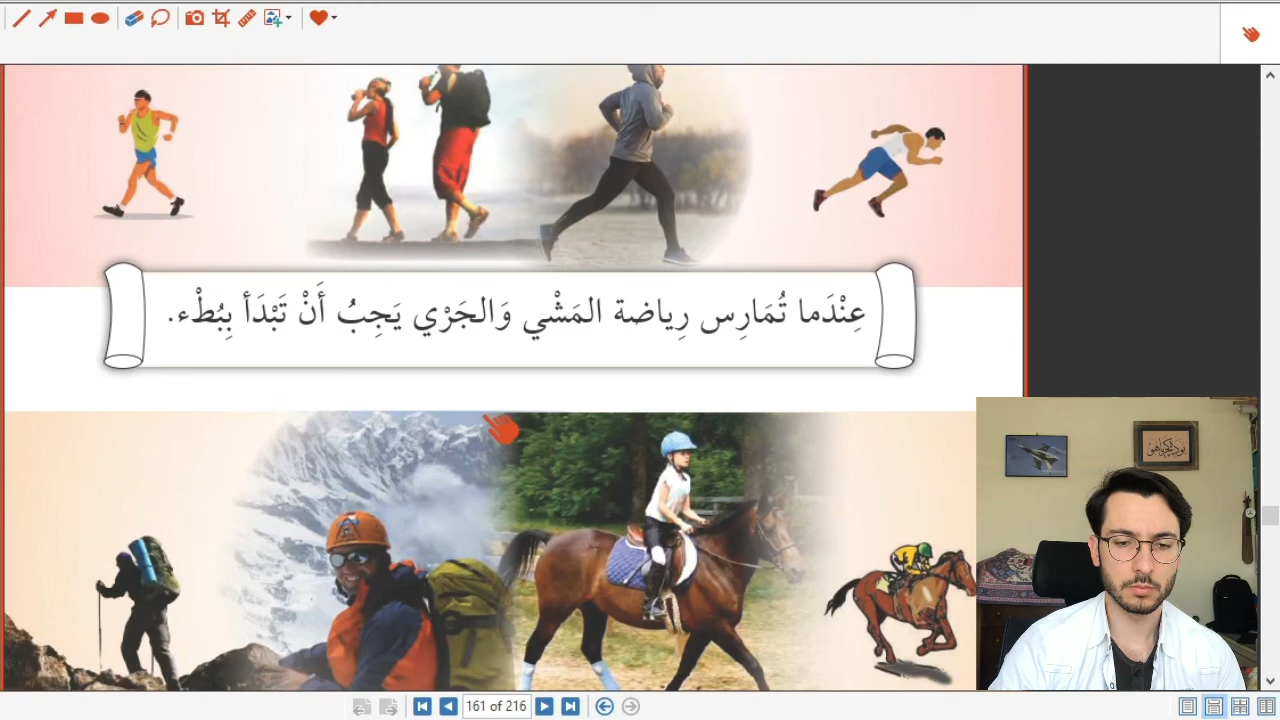 عِنْدَما تُمَارِس رِياضة المَشْي وَالجَرْي يَجِبُ أَنْ تَبْدَأ بِبُطْء.
161 of 216